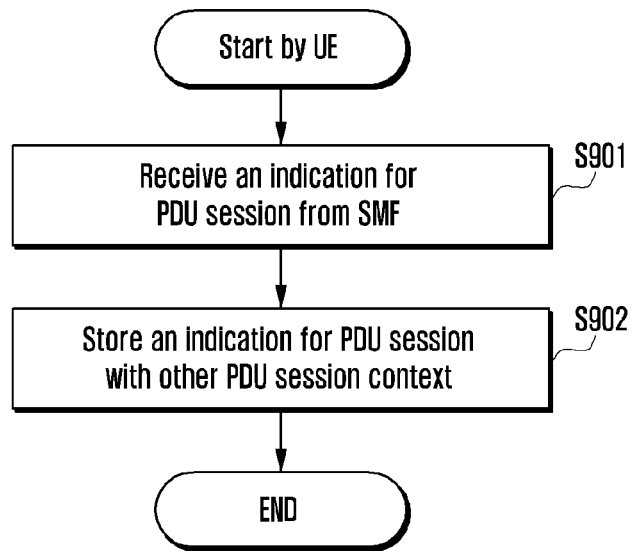 Start by UE
Receive an indication for
PDU session from SMF
S901
Store an indication for PDU session
with other PDU session context
S902
END